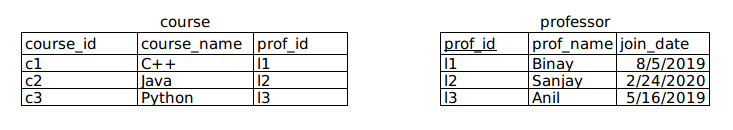 course
course_id course_name prof_id
c1 C++ l1
c2 Java l2
c3 Python l3
professor
prof_id prof_name join_date
l1 Binay 8/5/2019
l2 Sanjay 2/24/2020
l3 Anil 5/16/2019